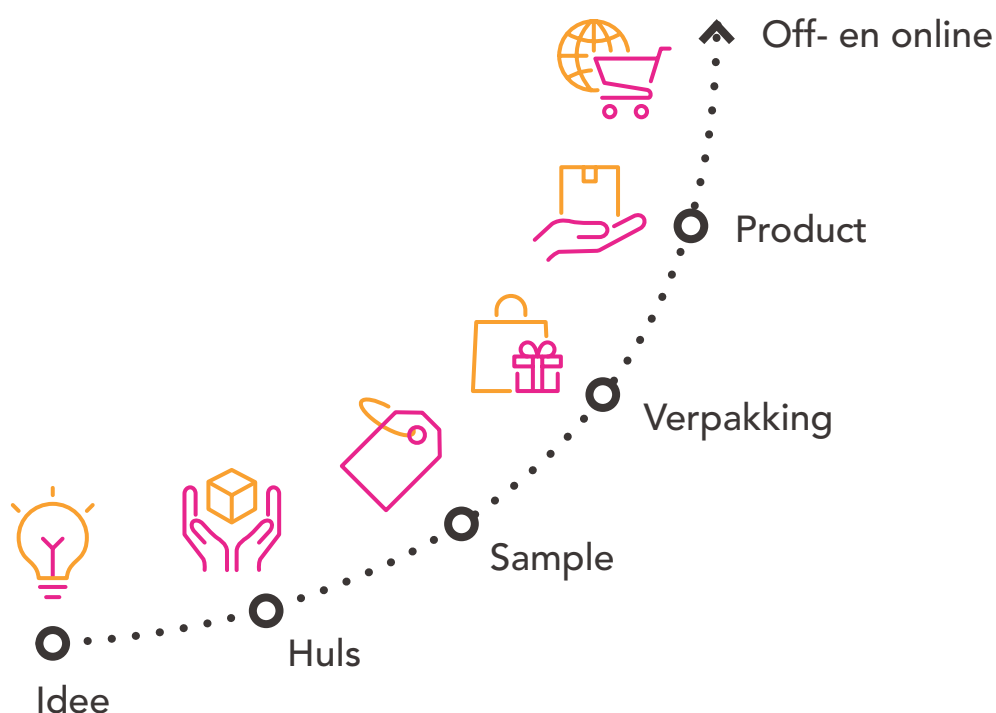 Off- en online
Product
Verpakking
Sample
Huls
Idee